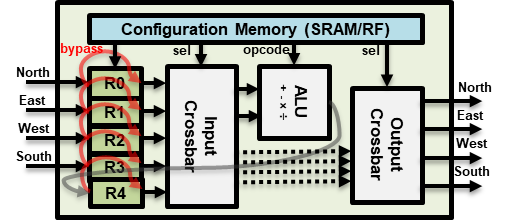 Configuration Memory (SRAM/RF)
bypass
sel
opcode
sel
North
East
West
South
R0
R1
R2
R3
R4
Input
Crossbar
ALU
+ - × ÷
Output
Crossbar
North
East
West
South